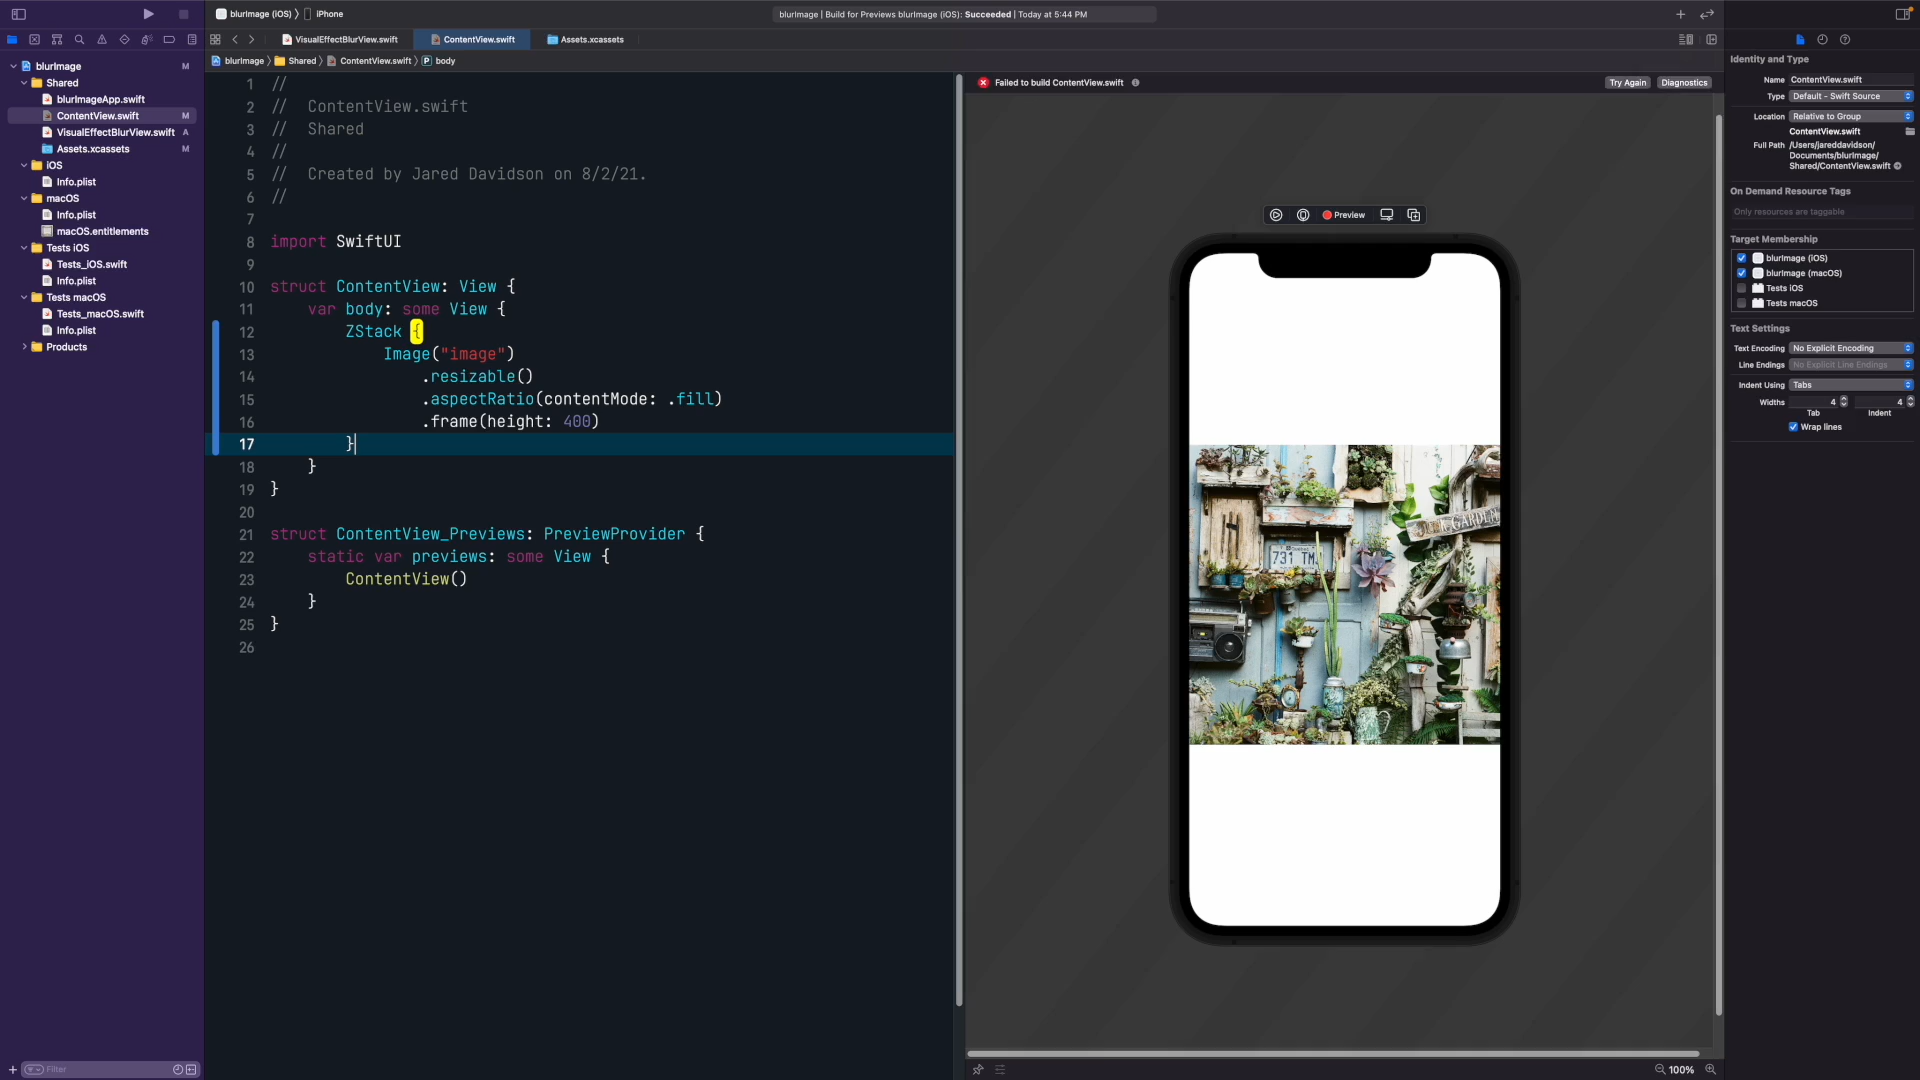 blurImage (iOS) 〉 iPhone
blurImage | Build for Previews blurImage (iOS): Succeeded | Today at 5:44 PM
VisualEffectBlurView.swift
ContentView.swift
Assets.xcassets
blurImage 〉 Shared 〉 ContentView.swift 〉 P body
blurImage M
Shared
blurImageApp.swift
ContentView.swift M
VisualEffectBlurView.swift A
Assets.xcassets M
iOS
Info.plist
macOS
Info.plist
macOS.entitlements
Tests iOS
Tests_iOS.swift
Info.plist
Tests macOS
Tests_macOS.swift
Info.plist
Products
Filter
1 //
2 // ContentView.swift
3 // Shared
4 //
5 // Created by Jared Davidson on 8/2/21.
6 //
7
8 import SwiftUI
9
10 struct ContentView: View {
11 var body: some View {
12 ZStack {
13 Image("image")
14 .resizable()
15 .aspectRatio(contentMode: .fill)
16 .frame(height: 400)
17 }
18 }
19 }
20
21 struct ContentView_Previews: PreviewProvider {
22 static var previews: some View {
23 ContentView()
24 }
25 }
26
Failed to build ContentView.swift
Try Again
Diagnostics
Preview
731 TM
GARDEN
100%
Identity and Type
Name ContentView.swift
Type Default - Swift Source
Location Relative to Group
ContentView.swift
Full Path /Users/jareddavidson/
Documents/blurImage/
Shared/ContentView.swift
On Demand Resource Tags
Only resources are taggable
Target Membership
blurImage (iOS)
blurImage (macOS)
Tests iOS
Tests macOS
Text Settings
Text Encoding No Explicit Encoding
Line Endings No Explicit Line Endings
Indent Using Tabs
Widths 4 4
Tab Indent
Wrap lines